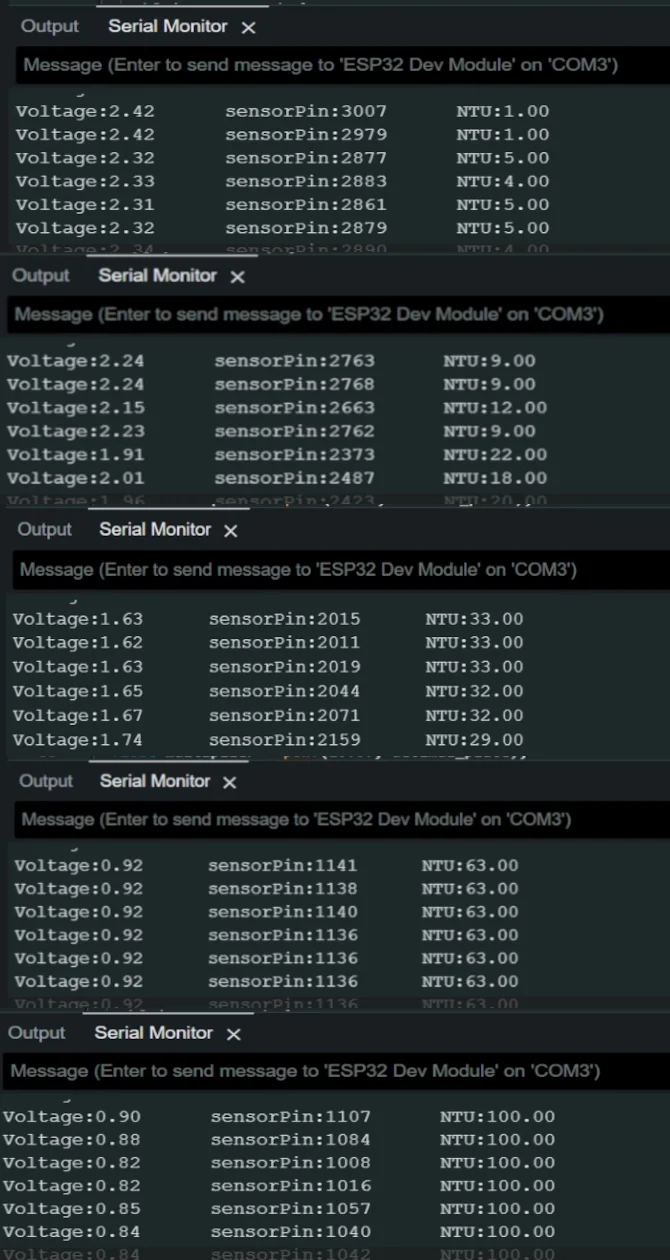 Output Serial Monitor ×
Message (Enter to send message to 'ESP32 Dev Module' on 'COM3')
Voltage:2.42 sensorPin:3007 NTU:1.00
Voltage:2.42 sensorPin:2979 NTU:1.00
Voltage:2.32 sensorPin:2877 NTU:5.00
Voltage:2.33 sensorPin:2883 NTU:4.00
Voltage:2.31 sensorPin:2861 NTU:5.00
Voltage:2.32 sensorPin:2879 NTU:5.00
Voltage:2.34 sensorPin:2890 NTU:4.00
Output Serial Monitor ×
Message (Enter to send message to 'ESP32 Dev Module' on 'COM3')
Voltage:2.24 sensorPin:2763 NTU:9.00
Voltage:2.24 sensorPin:2768 NTU:9.00
Voltage:2.15 sensorPin:2663 NTU:12.00
Voltage:2.23 sensorPin:2762 NTU:9.00
Voltage:1.91 sensorPin:2373 NTU:22.00
Voltage:2.01 sensorPin:2487 NTU:18.00
Voltage:1.96 sensorPin:2423 NTU:20.00
Output Serial Monitor ×
Message (Enter to send message to 'ESP32 Dev Module' on 'COM3')
Voltage:1.63 sensorPin:2015 NTU:33.00
Voltage:1.62 sensorPin:2011 NTU:33.00
Voltage:1.63 sensorPin:2019 NTU:33.00
Voltage:1.65 sensorPin:2044 NTU:32.00
Voltage:1.67 sensorPin:2071 NTU:32.00
Voltage:1.74 sensorPin:2159 NTU:29.00
Output Serial Monitor ×
Message (Enter to send message to 'ESP32 Dev Module' on 'COM3')
Voltage:0.92 sensorPin:1141 NTU:63.00
Voltage:0.92 sensorPin:1138 NTU:63.00
Voltage:0.92 sensorPin:1140 NTU:63.00
Voltage:0.92 sensorPin:1136 NTU:63.00
Voltage:0.92 sensorPin:1136 NTU:63.00
Voltage:0.92 sensorPin:1136 NTU:63.00
Voltage:0.92 sensorPin:1136 NTU:63.00
Output Serial Monitor ×
Message (Enter to send message to 'ESP32 Dev Module' on 'COM3')
Voltage:0.90 sensorPin:1107 NTU:100.00
Voltage:0.88 sensorPin:1084 NTU:100.00
Voltage:0.82 sensorPin:1008 NTU:100.00
Voltage:0.82 sensorPin:1016 NTU:100.00
Voltage:0.85 sensorPin:1057 NTU:100.00
Voltage:0.84 sensorPin:1040 NTU:100.00
Voltage:0.84 sensorPin:1042 NTU:100.00